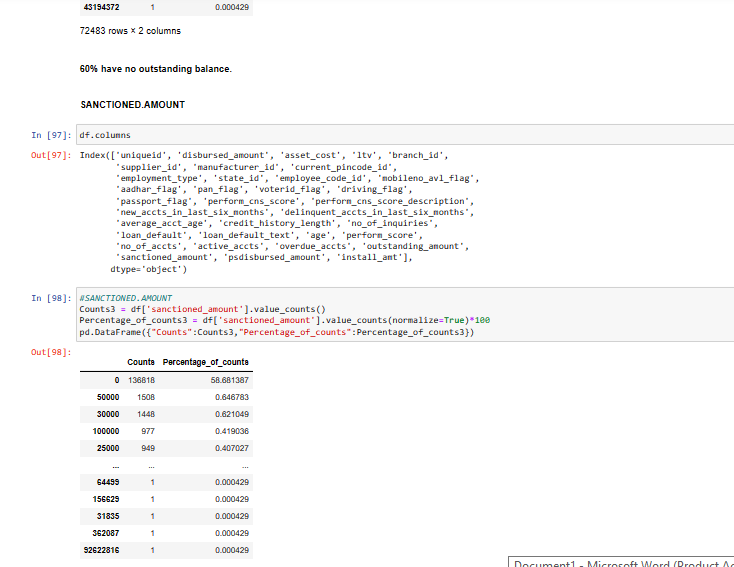 43194372 1 0.000429
72483 rows × 2 columns
60% have no outstanding balance.
SANCTIONED.AMOUNT
In [97]: df.columns
Out[97]: Index(['uniqueid', 'disbursed_amount', 'asset_cost', 'ltv', 'branch_id',
'supplier_id', 'manufacturer_id', 'current_pincode_id',
'employment_type', 'state_id', 'employee_code_id', 'mobileno_avl_flag',
'aadhar_flag', 'pan_flag', 'voterid_flag', 'driving_flag',
'passport_flag', 'perform_cns_score', 'perform_cns_score_description',
'new_accts_in_last_six_months', 'delinquent_accts_in_last_six_months',
'average_acct_age', 'credit_history_length', 'no_of_inquiries',
'loan_default', 'loan_default_text', 'age', 'perform_score',
'no_of_accts', 'active_accts', 'overdue_accts', 'outstanding_amount',
'sanctioned_amount', 'psdisbursed_amount', 'install_amt'],
dtype='object')
In [98]: #SANCTIONED.AMOUNT
Counts3 = df['sanctioned_amount'].value_counts()
Percentage_of_counts3 = df['sanctioned_amount'].value_counts(normalize=True)*100
pd.DataFrame({"Counts":Counts3,"Percentage_of_counts":Percentage_of_counts3})
Out[98]:
Counts Percentage_of_counts
0 136818 58.681387
50000 1508 0.646783
30000 1448 0.621049
100000 977 0.419036
25000 949 0.407027
... ... ...
64499 1 0.000429
156629 1 0.000429
31835 1 0.000429
362087 1 0.000429
92622816 1 0.000429
Document1 - Microsoft Word (Product Ac